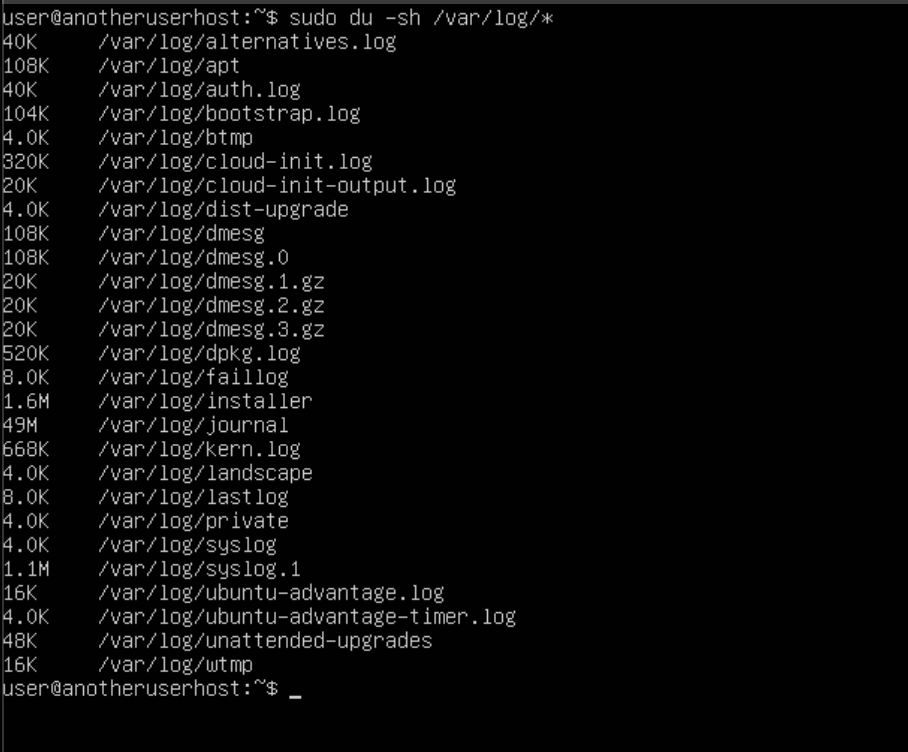 user@anotheruserhost:~$ sudo du -sh /var/log/*
40K     /var/log/alternatives.log
108K    /var/log/apt
40K     /var/log/auth.log
104K    /var/log/bootstrap.log
4.0K    /var/log/btmp
320K    /var/log/cloud-init.log
20K     /var/log/cloud-init-output.log
4.0K    /var/log/dist-upgrade
108K    /var/log/dmesg
108K    /var/log/dmesg.0
20K     /var/log/dmesg.1.gz
20K     /var/log/dmesg.2.gz
20K     /var/log/dmesg.3.gz
520K    /var/log/dpkg.log
8.0K    /var/log/faillog
1.6M    /var/log/installer
49M     /var/log/journal
668K    /var/log/kern.log
4.0K    /var/log/landscape
8.0K    /var/log/lastlog
4.0K    /var/log/private
4.0K    /var/log/syslog
1.1M    /var/log/syslog.1
16K     /var/log/ubuntu-advantage.log
4.0K    /var/log/ubuntu-advantage-timer.log
48K     /var/log/unattended-upgrades
16K     /var/log/wtmp
user@anotheruserhost:~$ _